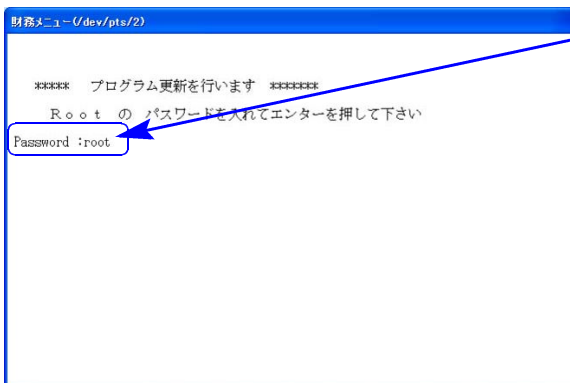 財務メニュー(/dev/pts/2)
***** プログラム更新を行います *******
Ｒｏｏｔ の パスワードを入れてエンターを押して下さい
Password :root